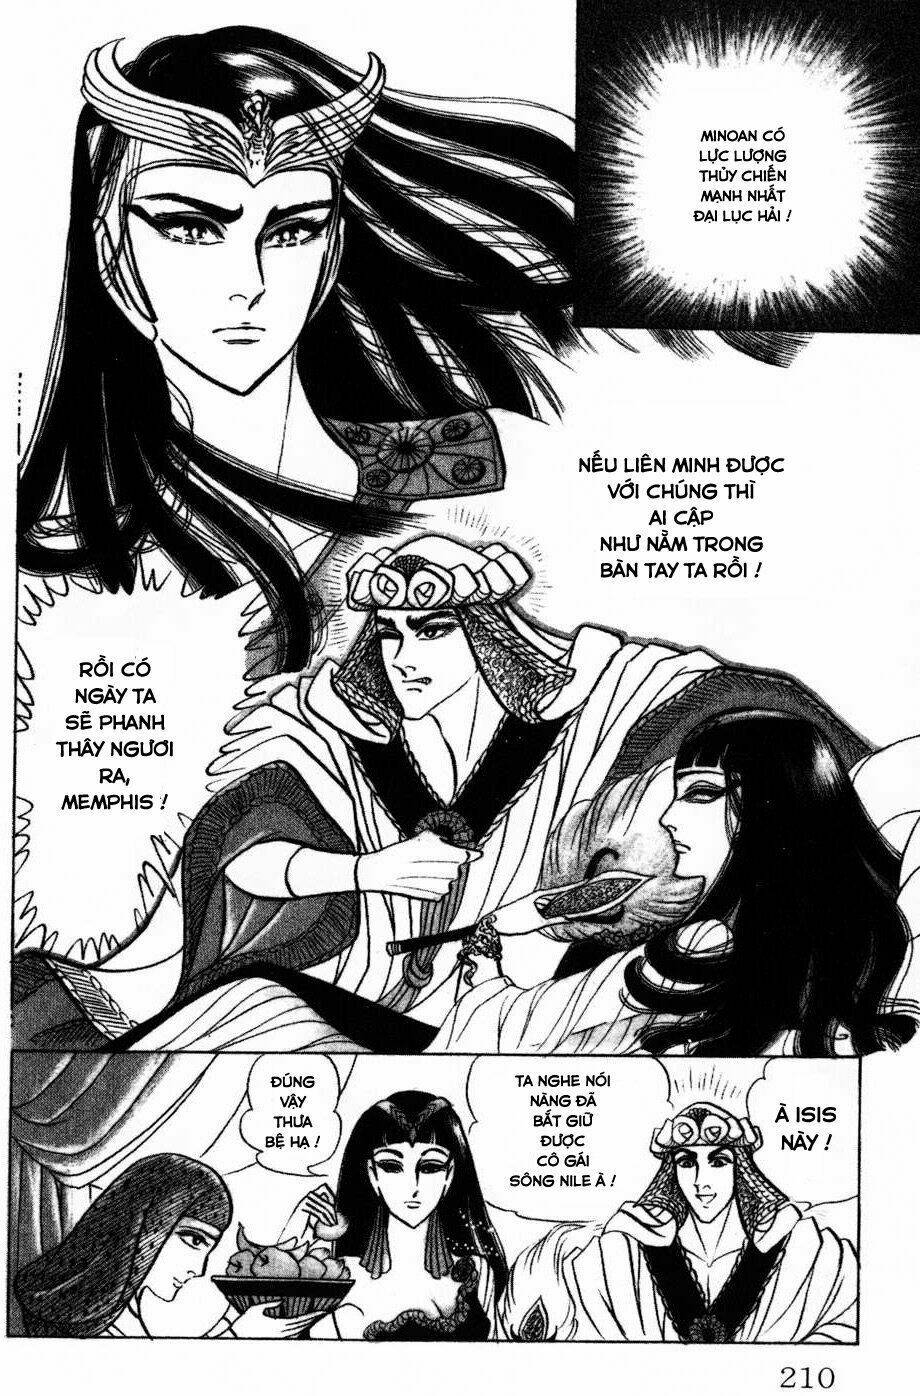 MINOAN CÓ
LỰC LƯỢNG
THỦY CHIẾN
MẠNH NHẤT
ĐẠI LỤC HẢI !
NẾU LIÊN MINH ĐƯỢC
VỚI CHÚNG THÌ
AI CẬP
NHƯ NẰM TRONG
BÀN TAY TA RỒI !
RỒI CÓ
NGÀY TA
SẼ PHANH
THÂY NGƯƠI
RA,
MEMPHIS !
À ISIS
NÀY !
TA NGHE NÓI
NÀNG ĐÃ
BẮT GIỮ
ĐƯỢC
CÔ GÁI
SÔNG NILE À !
ĐÚNG
VẬY
THƯA
BỆ HẠ !
210